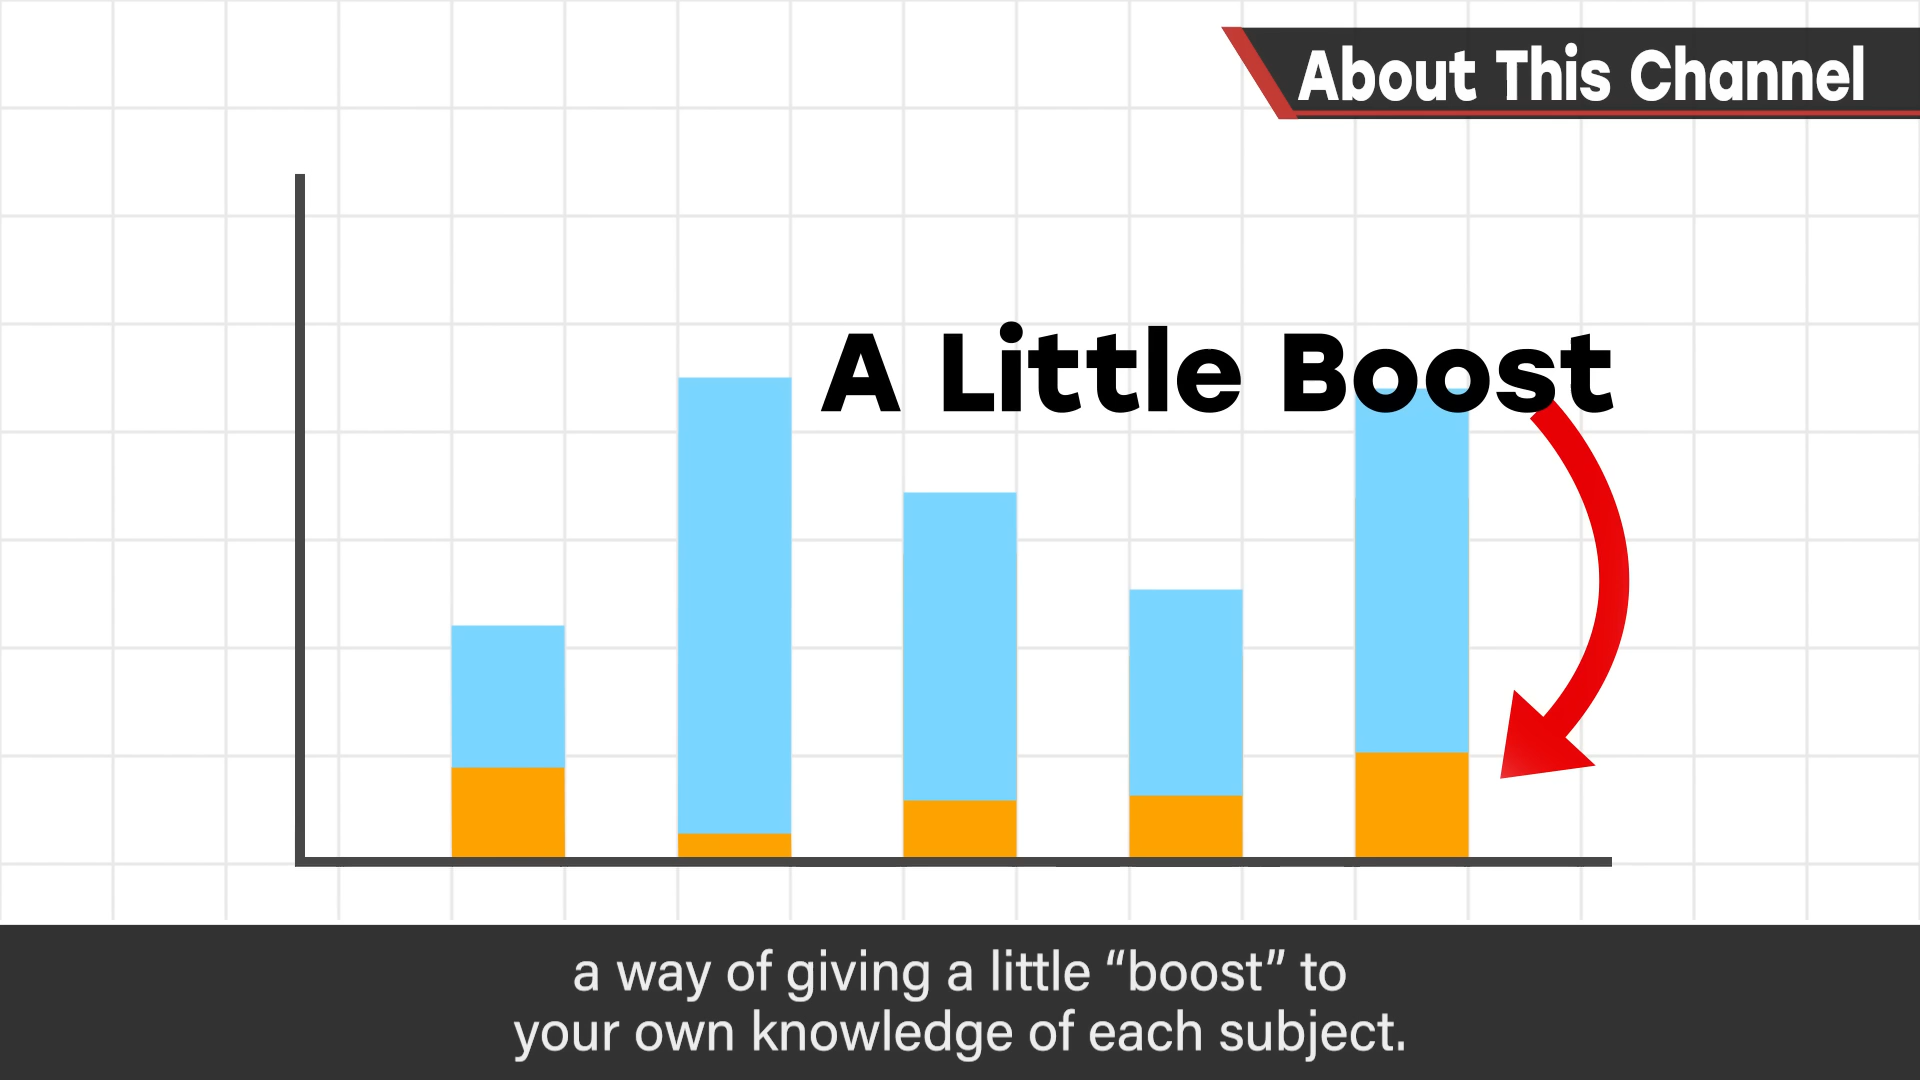 About This Channel
A Little Boost
a way of giving a little “boost” to
your own knowledge of each subject.